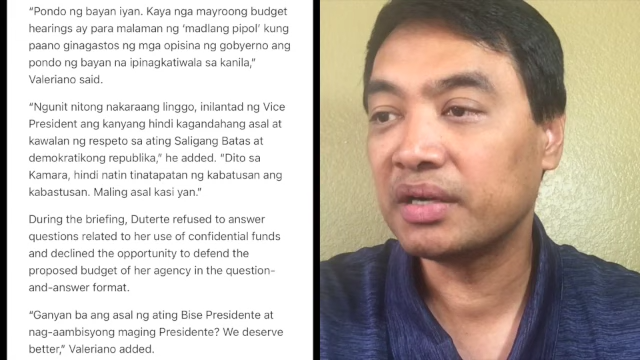 “Pondo ng bayan iyan. Kaya nga mayroong budget
hearings ay para malaman ng ‘madlang pipol’ kung
paano ginagastos ng mga opisina ng gobyerno ang
pondo ng bayan na ipinagkatiwala sa kanila,”
Valeriano said.
“Ngunit nitong nakaraang linggo, inilantad ng Vice
President ang kanyang hindi kagandahang asal at
kawalan ng respeto sa ating Saligang Batas at
demokratikong republika,” he added. “Dito sa
Kamara, hindi natin tinatapatan ng kabatusan ang
kabastusan. Maling asal kasi yan.”
During the briefing, Duterte refused to answer
questions related to her use of confidential funds
and declined the opportunity to defend the
proposed budget of her agency in the question-
and-answer format.
“Ganyan ba ang asal ng ating Bise Presidente at
nag-aambisyong maging Presidente? We deserve
better,” Valeriano added.